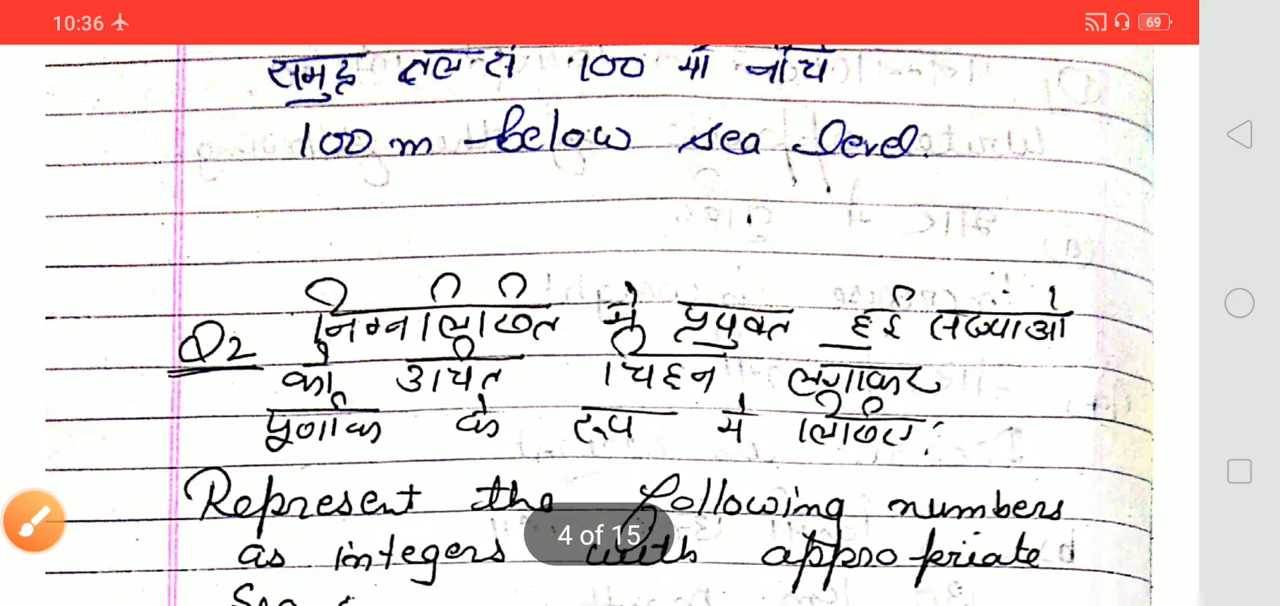 10:36
69
समुद्र तल से 100 मी नीचे
100 m below sea level.
Q2 निम्नलिखित मे प्रयुक्त हुई संख्याओ
को उचित चिह्न लगाकर
पूर्णाक के रूप मे लिखिए:
Represent the following numbers
as integers with appropriate
4 of 15